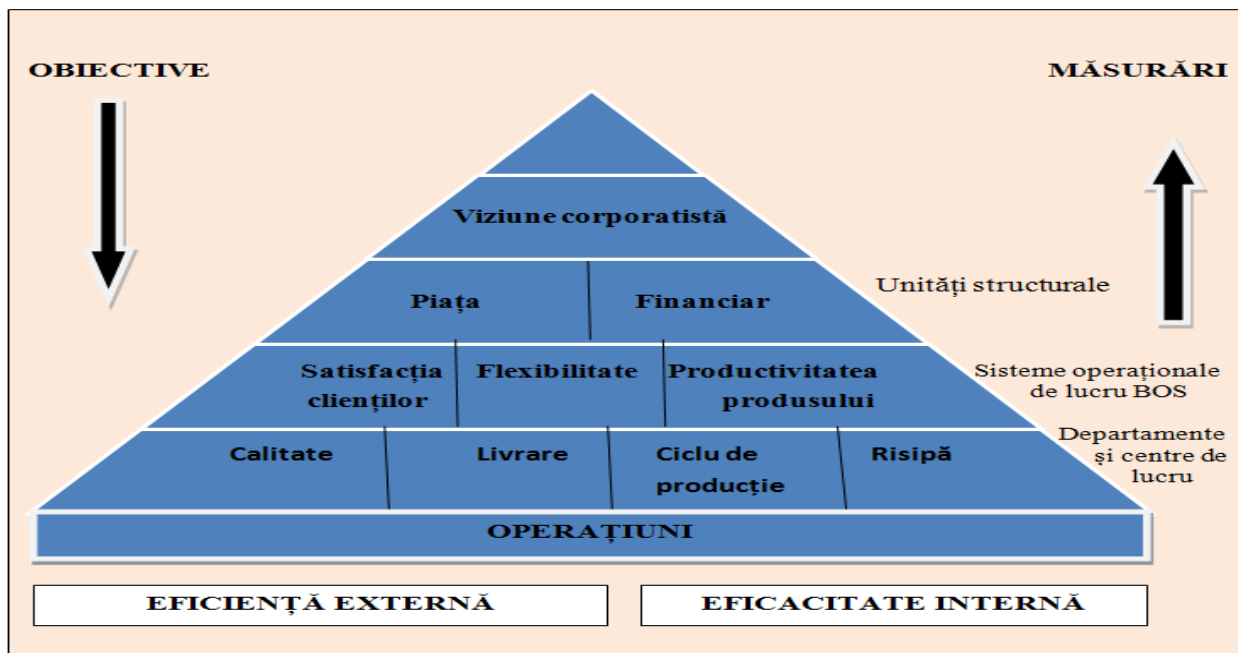 OBIECTIVE
MĂSURĂRI
Viziune corporatistă
Piața
Financiar
Unități structurale
Satisfacția
clienților
Flexibilitate
Productivitatea
produsului
Sisteme operaționale
de lucru BOS
Calitate
Livrare
Ciclu de
producție
Risipă
Departamente
și centre de
lucru
OPERAȚIUNI
EFICIENȚĂ EXTERNĂ
EFICACITATE INTERNĂ